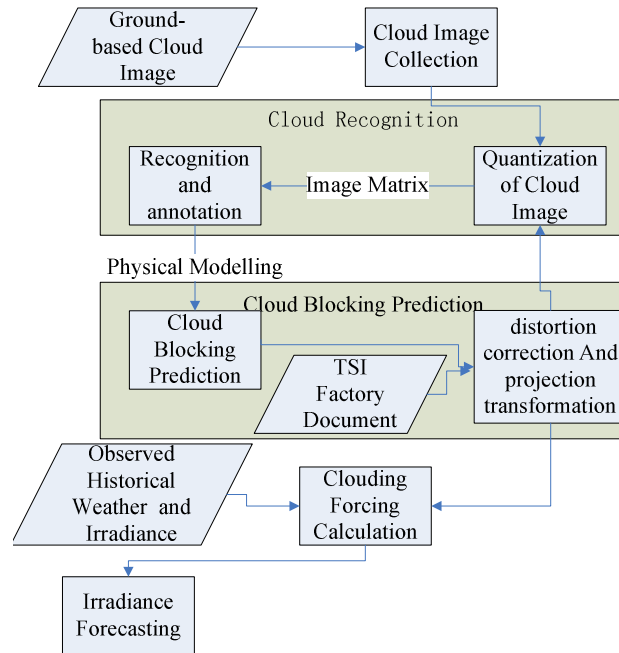 Ground-
based Cloud
Image
Cloud Image
Collection
Cloud Recognition
Recognition
and
annotation
Image Matrix
Quantization
of Cloud
Image
Physical Modelling
Cloud Blocking Prediction
Cloud
Blocking
Prediction
distortion
correction And
projection
transformation
TSI
Factory
Document
Observed
Historical
Weather and
Irradiance
Clouding
Forcing
Calculation
Irradiance
Forecasting